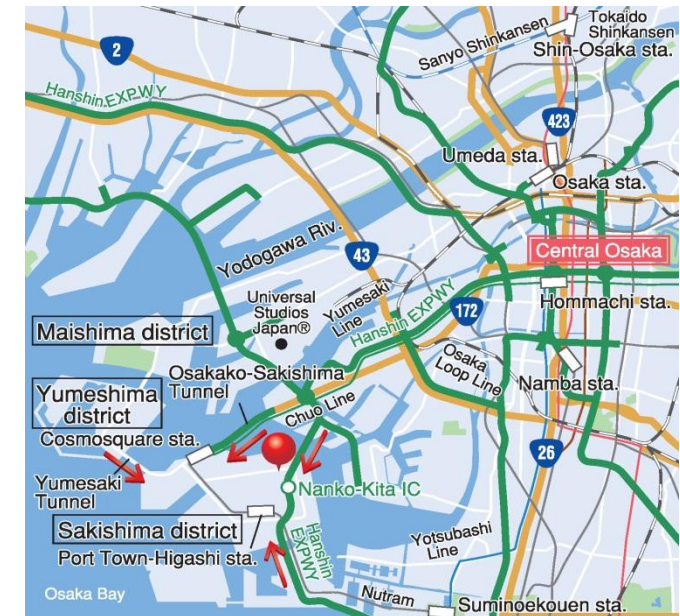 Tokaido
Shinkansen
Sanyo Shinkansen
Shin-Osaka sta.
2
Hanshin EXPWY
423
Umeda sta.
Osaka sta.
Yodogawa Riv.
43
Central Osaka
Universal
Studios
Japan®
Yumesaki
Line
Hanshin EXPWY
172
Hommachi sta.
Maishima district
Osakako-Sakishima
Tunnel
Osaka
Loop Line
Namba sta.
Yumeshima
district
Chuo Line
Cosmosquare sta.
26
Yumesaki
Tunnel
Nanko-Kita IC
Sakishima district
Port Town-Higashi sta.
Hanshin
EXPWY
Yotsubashi
Line
Osaka Bay
Nutram
Suminoekouen sta.